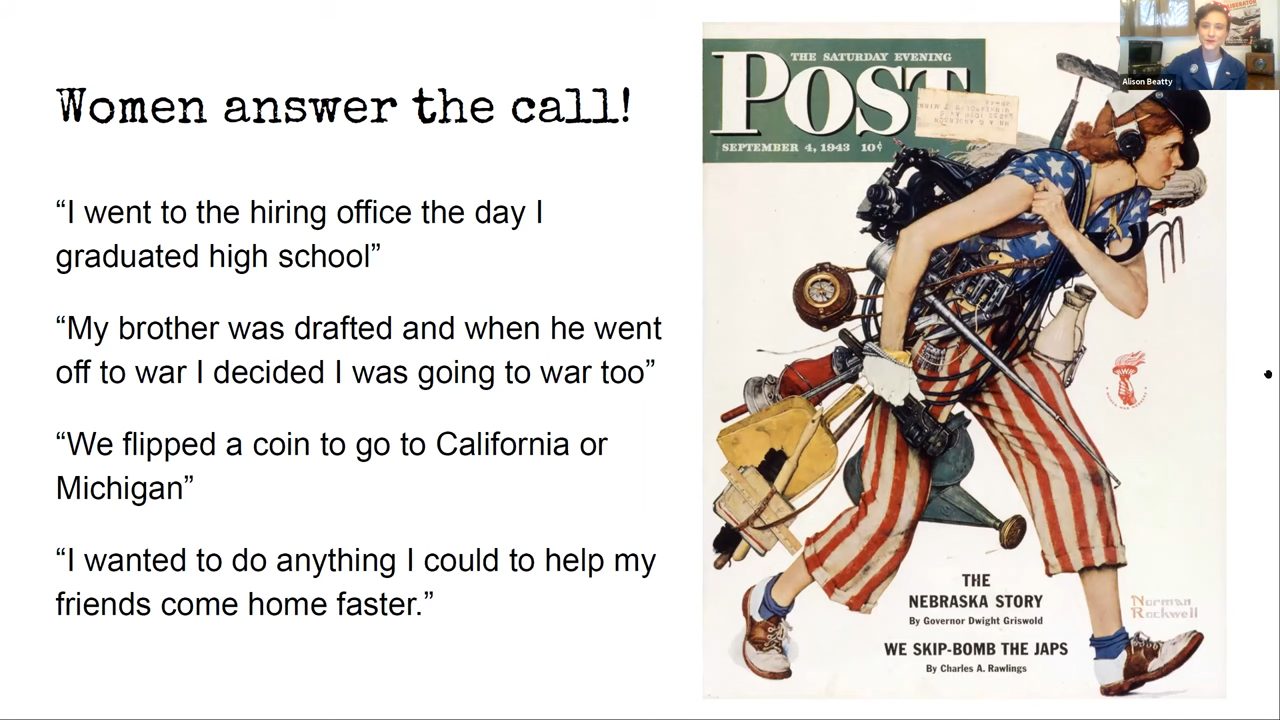 Women answer the call!
“I went to the hiring office the day I
graduated high school”
“My brother was drafted and when he went
off to war I decided I was going to war too”
“We flipped a coin to go to California or
Michigan”
“I wanted to do anything I could to help my
friends come home faster.”
THE SATURDAY EVENING
POST
SEPTEMBER 4, 1943 10¢
THE
NEBRASKA STORY
By Governor Dwight Griswold
WE SKIP-BOMB THE JAPS
By Charles A. Rawlings
Norman
Rockwell
Alison Beatty